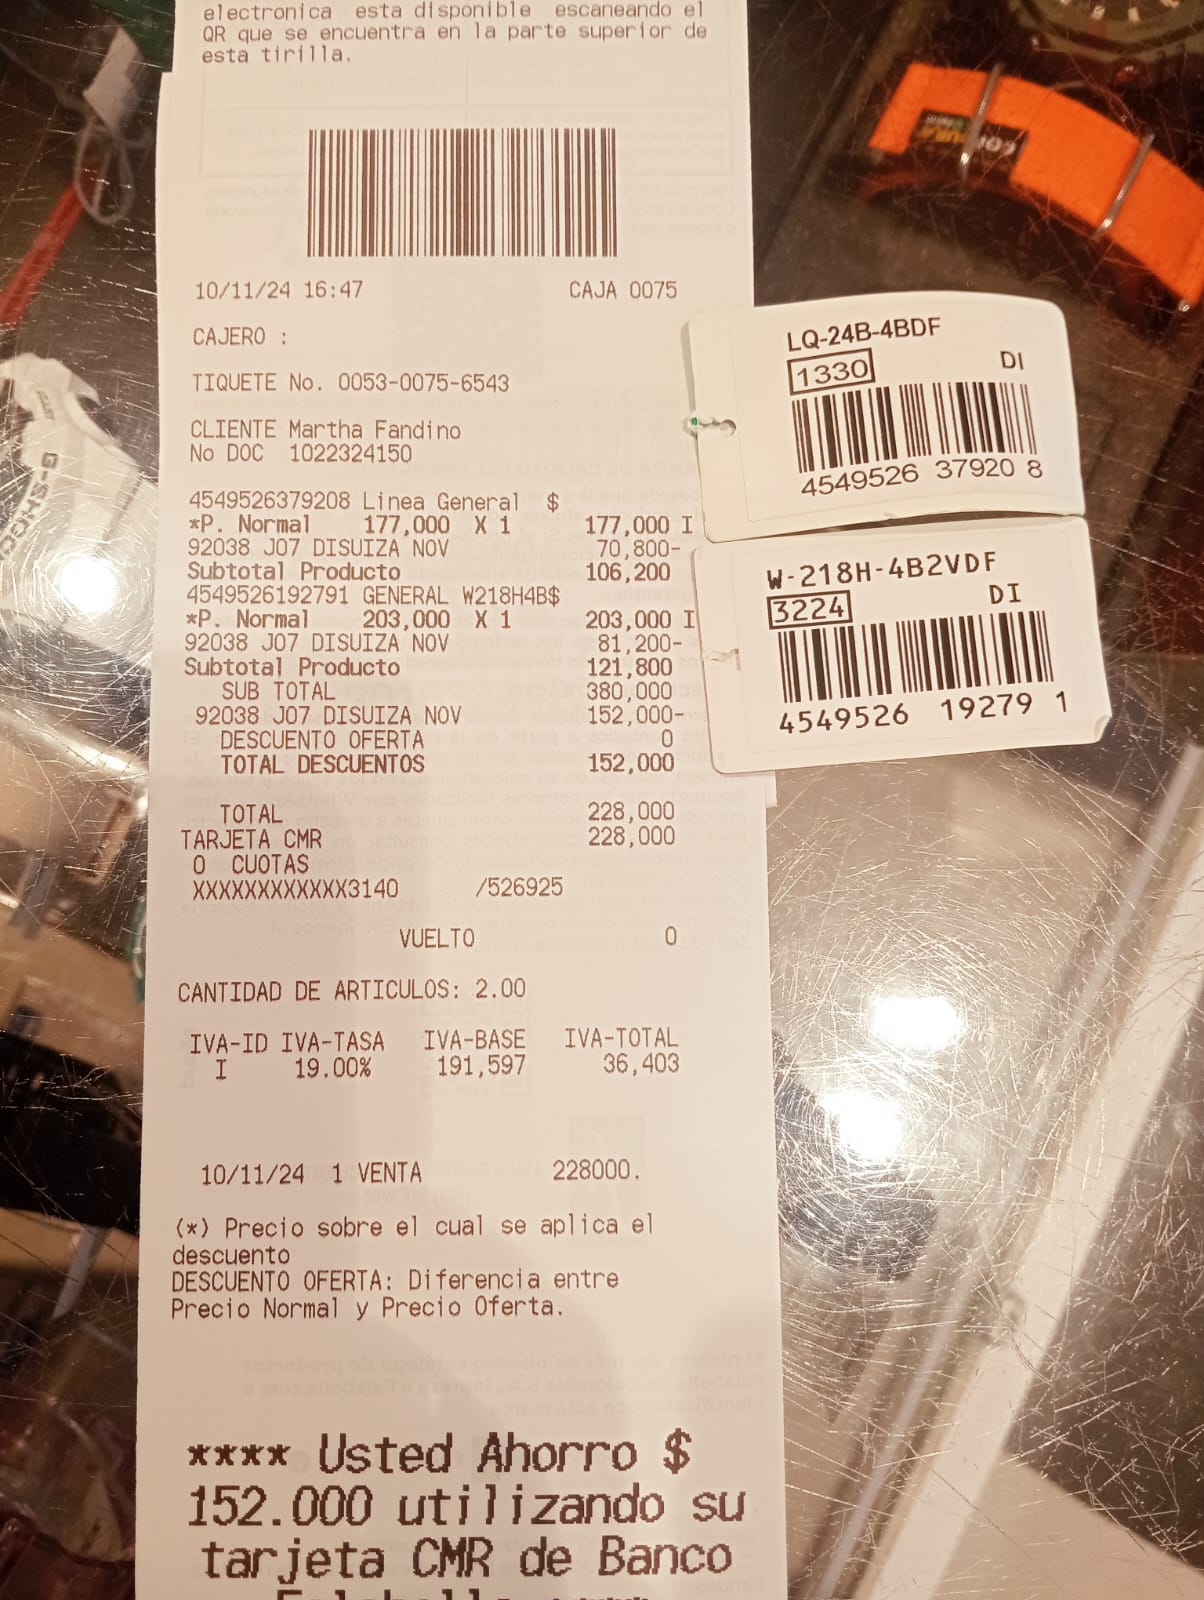 electronica esta disponible escaneando el
QR que se encuentra en la parte superior de
esta tirilla.
10/11/24 16:47 CAJA 0075
CAJERO :
TIQUETE No. 0053-0075-6543
CLIENTE Martha Fandino
No DOC 1022324150
4549526379208 Linea General $
*P. Normal 177,000 X 1 177,000 I
92038 J07 DISUIZA NOV 70,800-
Subtotal Producto 106,200
4549526192791 GENERAL W218H4B$
*P. Normal 203,000 X 1 203,000 I
92038 J07 DISUIZA NOV 81,200-
Subtotal Producto 121,800
SUB TOTAL 380,000
92038 J07 DISUIZA NOV 152,000-
DESCUENTO OFERTA 0
TOTAL DESCUENTOS 152,000
TOTAL 228,000
TARJETA CMR 228,000
0 CUOTAS
XXXXXXXXXXXX3140 /526925
VUELTO 0
CANTIDAD DE ARTICULOS: 2.00
IVA-ID IVA-TASA IVA-BASE IVA-TOTAL
I 19.00% 191,597 36,403
10/11/24 1 VENTA 228000.
(*) Precio sobre el cual se aplica el
descuento
DESCUENTO OFERTA: Diferencia entre
Precio Normal y Precio Oferta.
**** Usted Ahorro $
152.000 utilizando su
tarjeta CMR de Banco
LQ-24B-4BDF
1330 DI
4549526 37920 8
W-218H-4B2VDF
3224 DI
4549526 19279 1
G-SHOCK